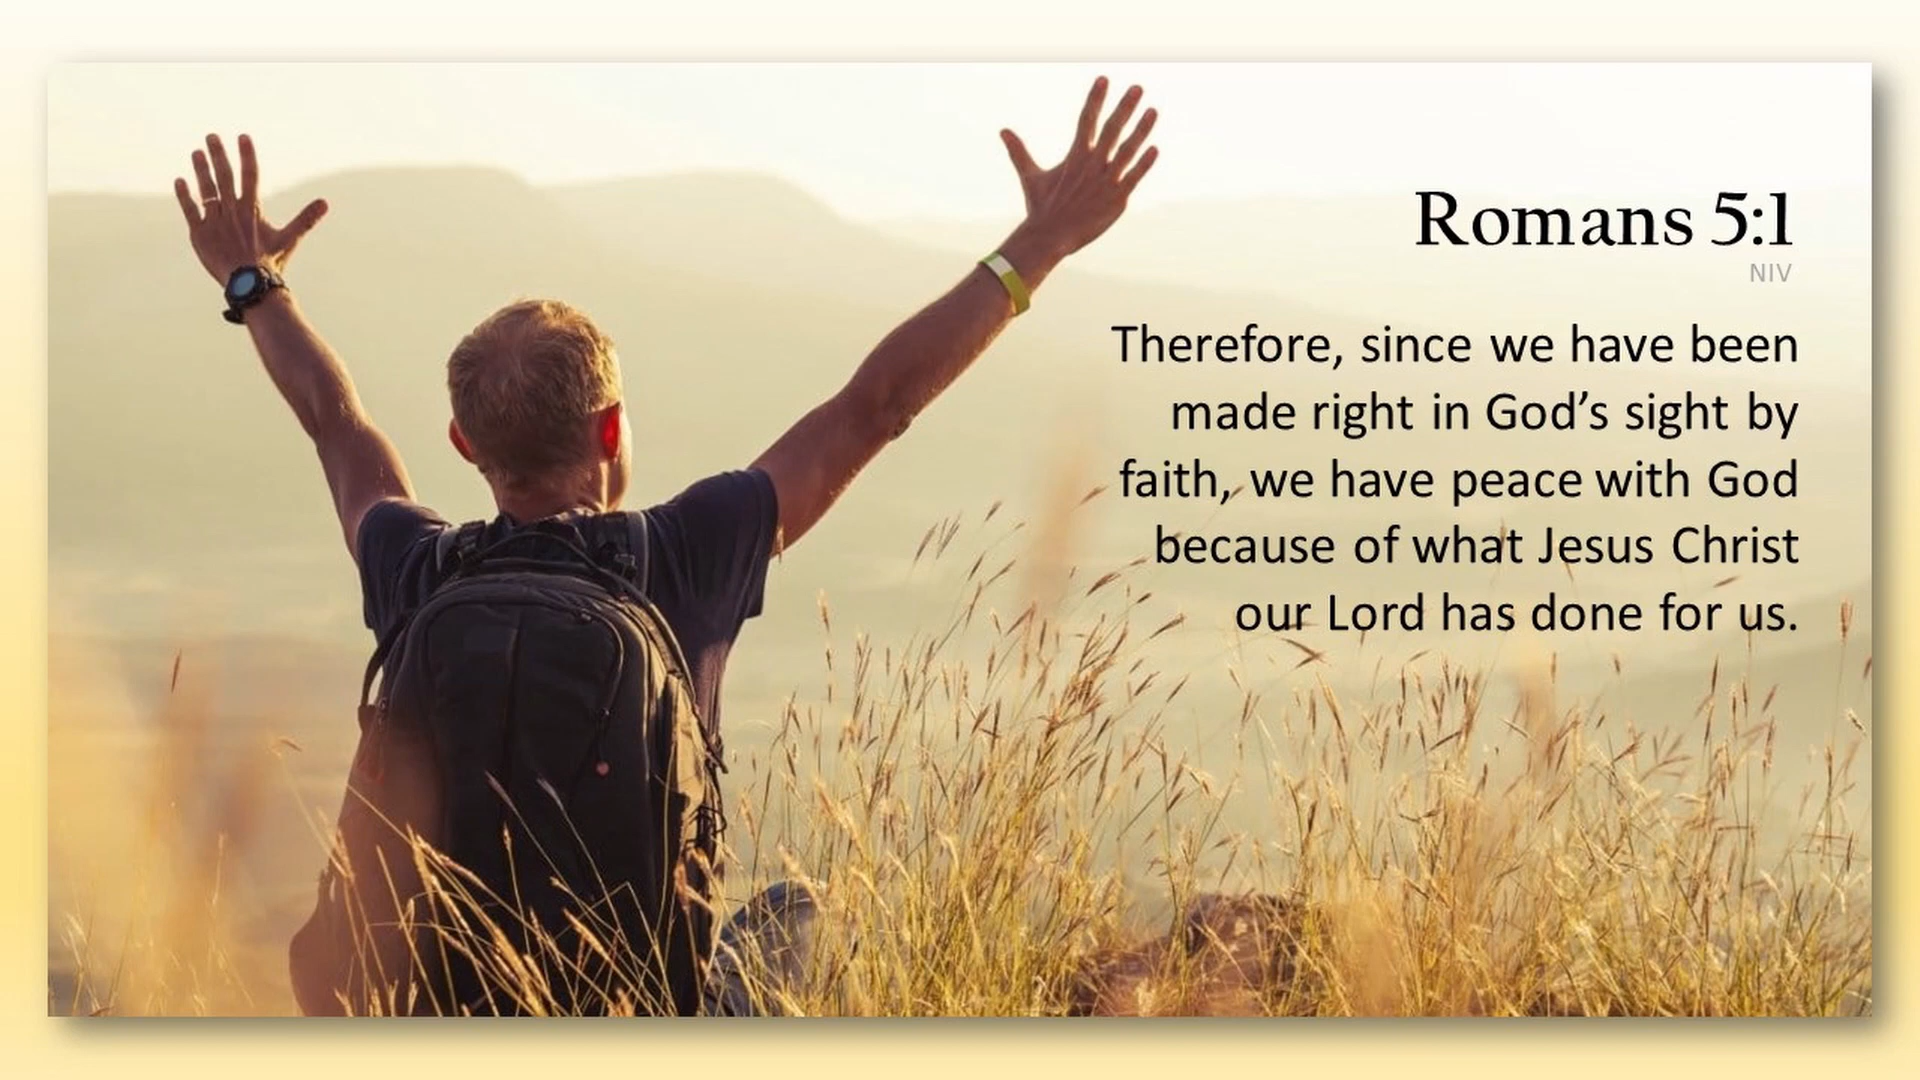 Romans 5:1
NIV
Therefore, since we have been
made right in God’s sight by
faith, we have peace with God
because of what Jesus Christ
our Lord has done for us.